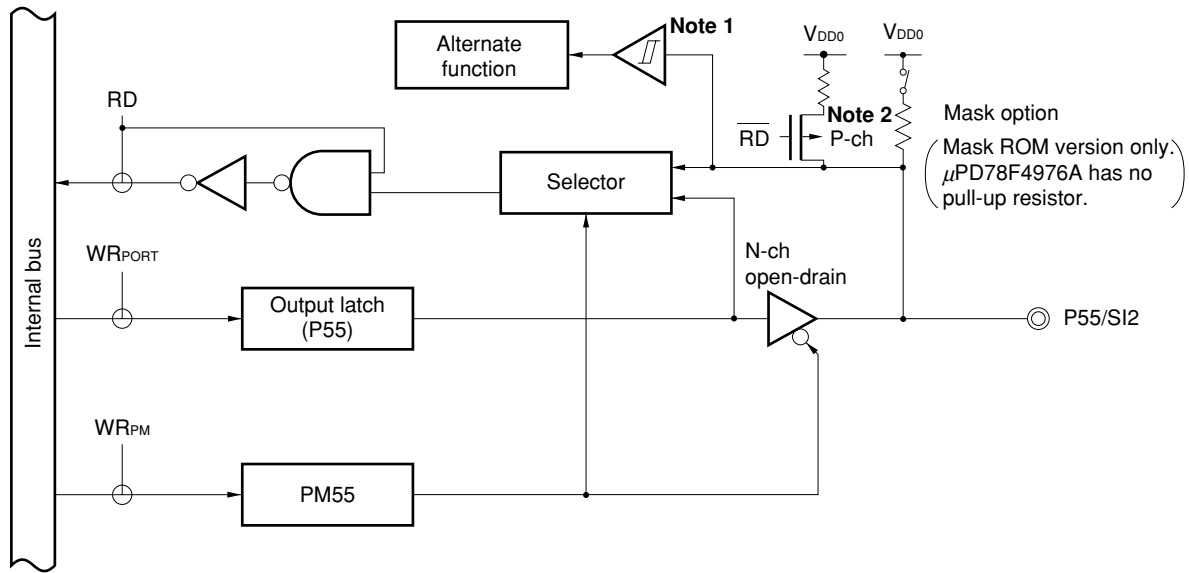 Note 1
Alternate
function
VDD0
VDD0
RD
RD
Note 2
P-ch
Mask option
Mask ROM version only.
μPD78F4976A has no
pull-up resistor.
Selector
Internal bus
WRPORT
N-ch
open-drain
Output latch
(P55)
P55/SI2
WRPM
PM55